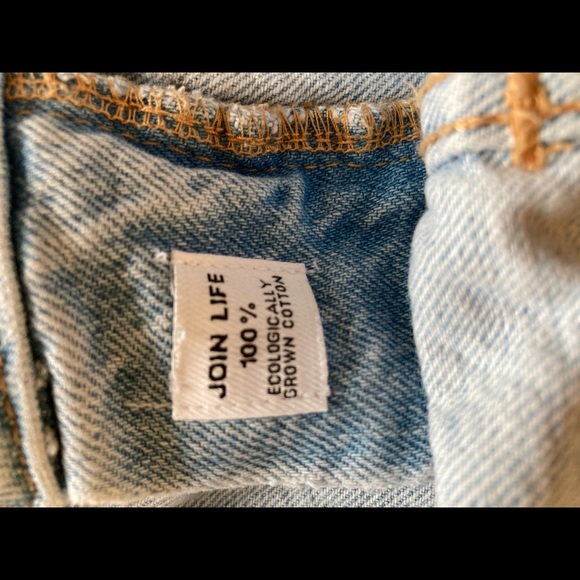 JOIN LIFE
100%
ECOLOGICALLY
GROWN COTTON